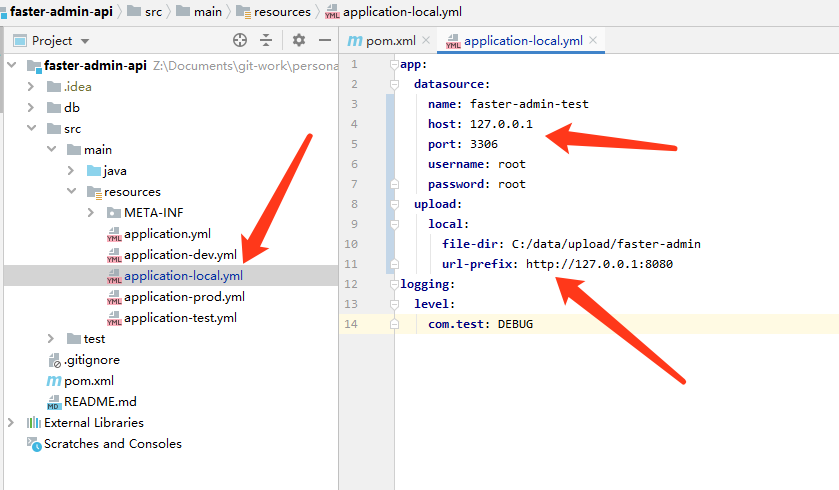 faster-admin-api src main resources application-local.yml
Project
faster-admin-api Z:\Documents\git-work\persona
.idea
db
src
main
java
resources
META-INF
application.yml
application-dev.yml
application-local.yml
application-prod.yml
application-test.yml
test
.gitignore
pom.xml
README.md
External Libraries
Scratches and Consoles
pom.xml application-local.yml
1 app:
2 datasource:
3 name: faster-admin-test
4 host: 127.0.0.1
5 port: 3306
6 username: root
7 password: root
8 upload:
9 local:
10 file-dir: C:/data/upload/faster-admin
11 url-prefix: http://127.0.0.1:8080
12 logging:
13 level:
14 com.test: DEBUG